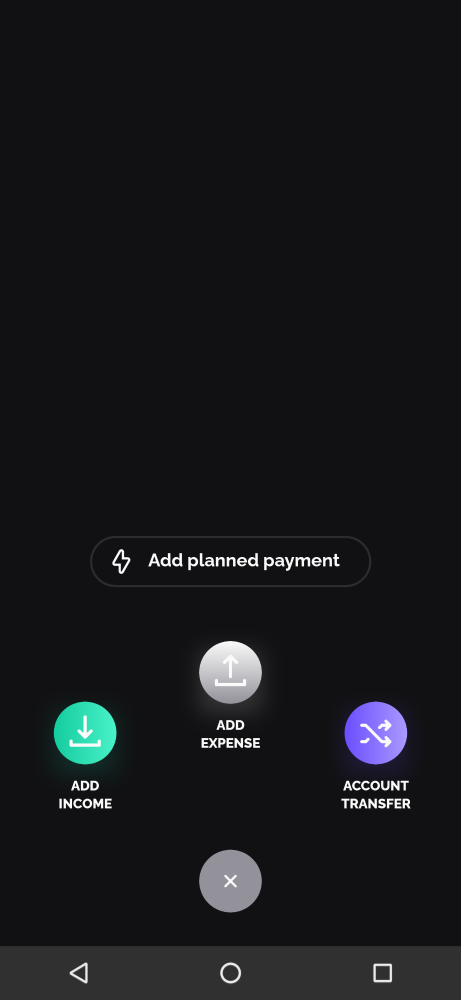 Add planned payment
ADD
EXPENSE
ADD
INCOME
ACCOUNT
TRANSFER